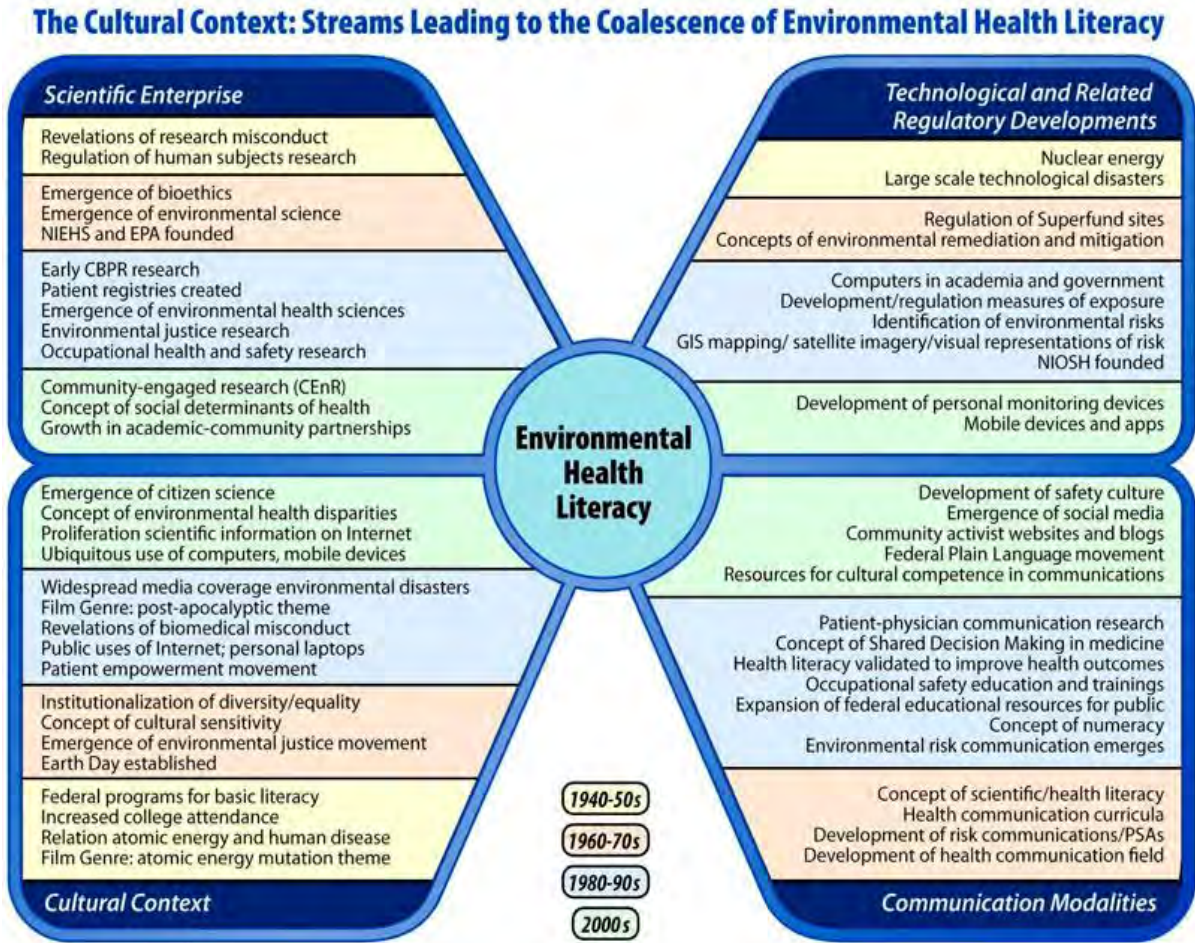 The Cultural Context: Streams Leading to the Coalescence of Environmental Health Literacy
Scientific Enterprise
Revelations of research misconduct
Regulation of human subjects research
Emergence of bioethics
Emergence of environmental science
NIEHS and EPA founded
Early CBPR research
Patient registries created
Emergence of environmental health sciences
Environmental justice research
Occupational health and safety research
Community-engaged research (CEnR)
Concept of social determinants of health
Growth in academic-community partnerships
Technological and Related
Regulatory Developments
Nuclear energy
Large scale technological disasters
Regulation of Superfund sites
Concepts of environmental remediation and mitigation
Computers in academia and government
Development/regulation measures of exposure
Identification of environmental risks
GIS mapping/ satellite imagery/visual representations of risk
NIOSH founded
Development of personal monitoring devices
Mobile devices and apps
Environmental
Health
Literacy
Emergence of citizen science
Concept of environmental health disparities
Proliferation scientific information on Internet
Ubiquitous use of computers, mobile devices
Widespread media coverage environmental disasters
Film Genre: post-apocalyptic theme
Revelations of biomedical misconduct
Public uses of Internet; personal laptops
Patient empowerment movement
Institutionalization of diversity/equality
Concept of cultural sensitivity
Emergence of environmental justice movement
Earth Day established
Federal programs for basic literacy
Increased college attendance
Relation atomic energy and human disease
Film Genre: atomic energy mutation theme
Cultural Context
Development of safety culture
Emergence of social media
Community activist websites and blogs
Federal Plain Language movement
Resources for cultural competence in communications
Patient-physician communication research
Concept of Shared Decision Making in medicine
Health literacy validated to improve health outcomes
Occupational safety education and trainings
Expansion of federal educational resources for public
Concept of numeracy
Environmental risk communication emerges
Concept of scientific/health literacy
Health communication curricula
Development of risk communications/PSAs
Development of health communication field
Communication Modalities
1940-50s
1960-70s
1980-90s
2000s